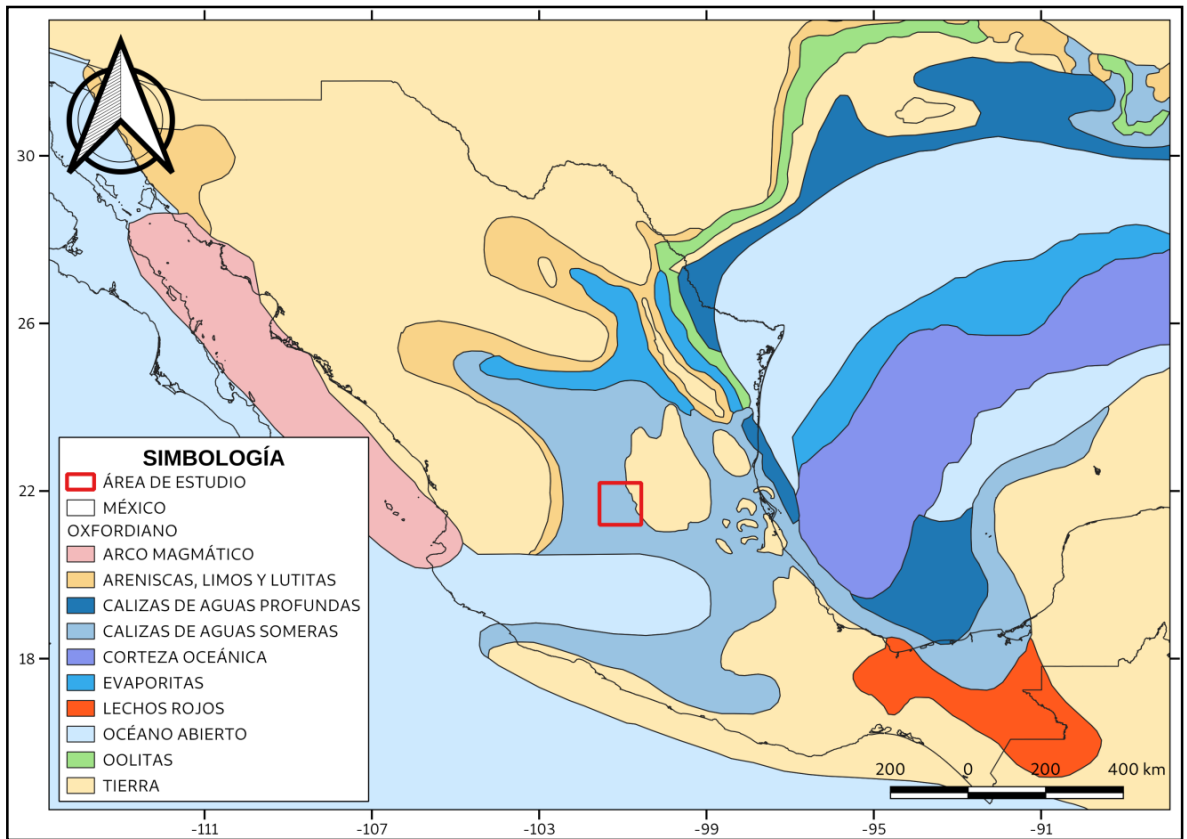 30
26
22
18
SIMBOLOGÍA
ÁREA DE ESTUDIO
MÉXICO
OXFORDIANO
ARCO MAGMÁTICO
ARENISCAS, LIMOS Y LUTITAS
CALIZAS DE AGUAS PROFUNDAS
CALIZAS DE AGUAS SOMERAS
CORTEZA OCEÁNICA
EVAPORITAS
LECHOS ROJOS
OCÉANO ABIERTO
OOLITAS
TIERRA
200 0 200 400 km
-111 -107 -103 -99 -95 -91